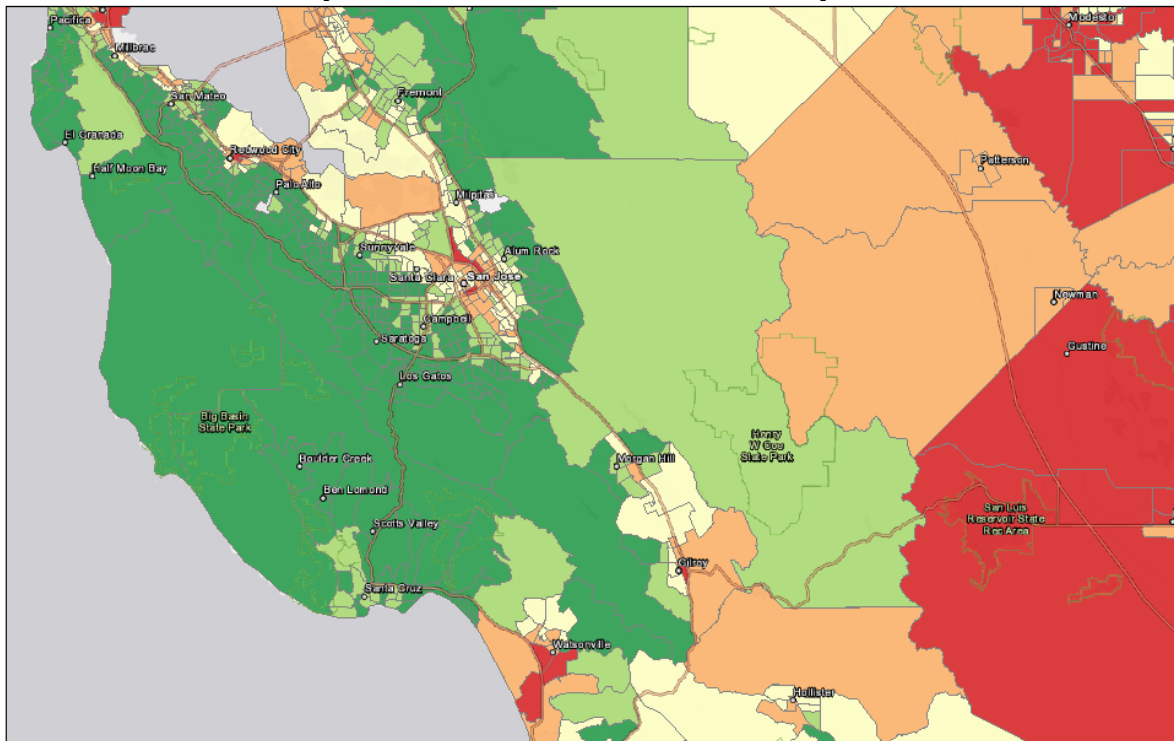 Pacifica
Modesto
Millbrae
San Mateo
Fremont
El Granada
Redwood City
Half Moon Bay
Palo Alto
Patterson
Milpitas
Sunnyvale
Alum Rock
Santa Clara
San Jose
Newman
Campbell
Saratoga
Gustine
Los Gatos
Big Basin
State Park
Henry
W Coe
State Park
Boulder Creek
Morgan Hill
Ben Lomond
San Luis
Reservoir State
Rec Area
Scotts Valley
Gilroy
Santa Cruz
Watsonville
Hollister